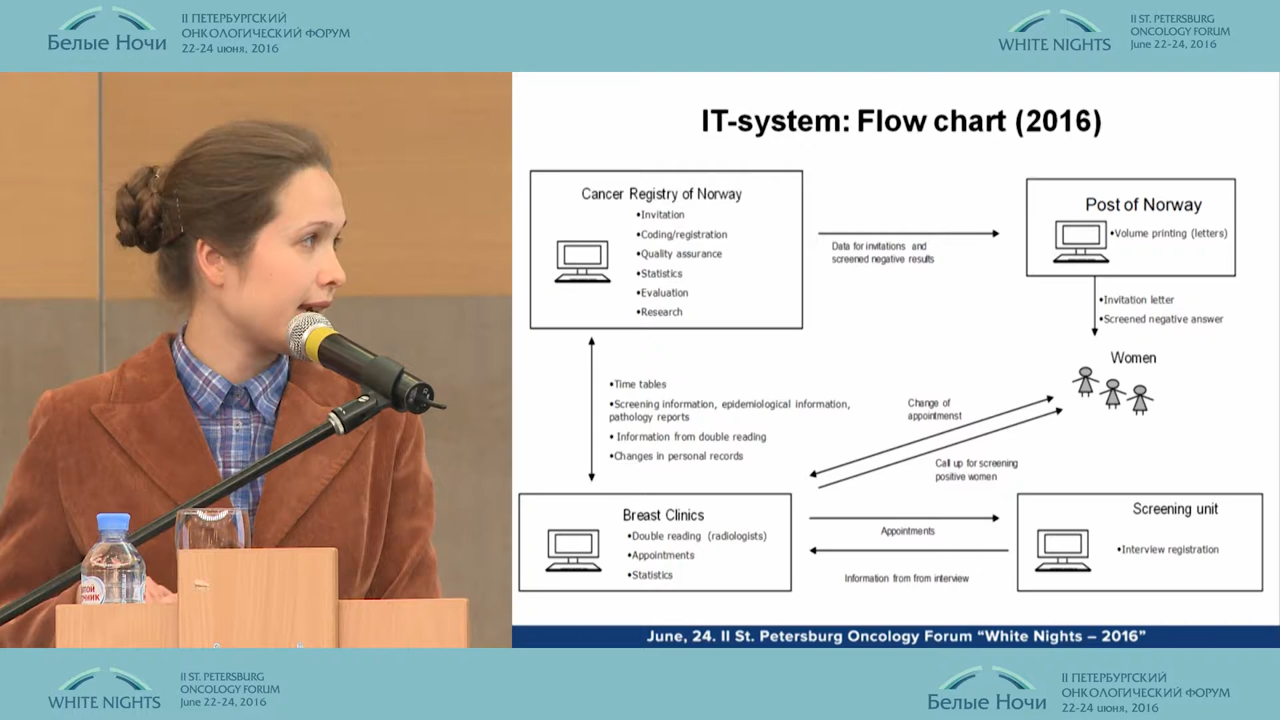 II ПЕТЕРБУРГСКИЙ
ОНКОЛОГИЧЕСКИЙ ФОРУМ
Белые Ночи
22-24 июня, 2016
II ST. PETERSBURG
ONCOLOGY FORUM
WHITE NIGHTS
June 22-24, 2016
IT-system: Flow chart (2016)
Cancer Registry of Norway
•Invitation
•Coding/registration
•Quality assurance
•Statistics
•Evaluation
•Research
Data for invitations and
screened negative results
Post of Norway
•Volume printing (letters)
•Invitation letter
•Screened negative answer
Women
•Time tables
•Screening information, epidemiological information,
pathology reports
• Information from double reading
•Changes in personal records
Change of
appointmenst
Call up for screening
positive women
Breast Clinics
•Double reading (radiologists)
•Appointments
•Statistics
Appointments
Information from from interview
Screening unit
•Interview registration
June, 24. II St. Petersburg Oncology Forum “White Nights – 2016”
WHITE NIGHTS
II ST. PETERSBURG
ONCOLOGY FORUM
June 22-24, 2016
Белые Ночи
II ПЕТЕРБУРГСКИЙ
ОНКОЛОГИЧЕСКИЙ ФОРУМ
22-24 июня, 2016